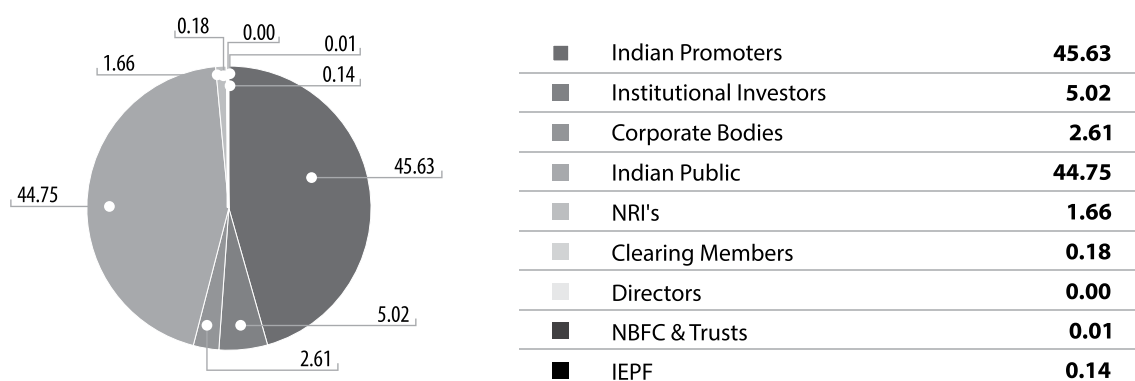 0.18
0.00
0.01
1.66
0.14
45.63
44.75
5.02
2.61
Indian Promoters 45.63
Institutional Investors 5.02
Corporate Bodies 2.61
Indian Public 44.75
NRI's 1.66
Clearing Members 0.18
Directors 0.00
NBFC & Trusts 0.01
IEPF 0.14